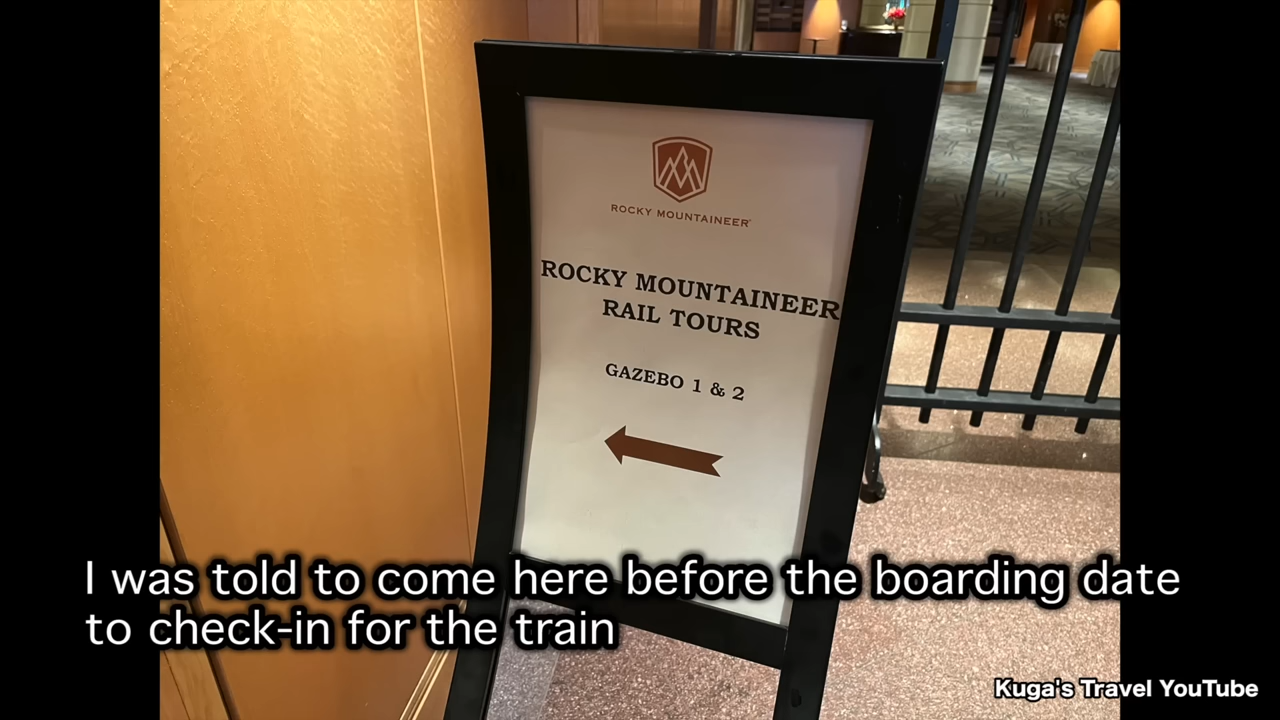 ROCKY MOUNTAINEER
ROCKY MOUNTAINEER
RAIL TOURS
GAZEBO 1 & 2
I was told to come here before the boarding date
to check-in for the train
Kuga's Travel YouTube